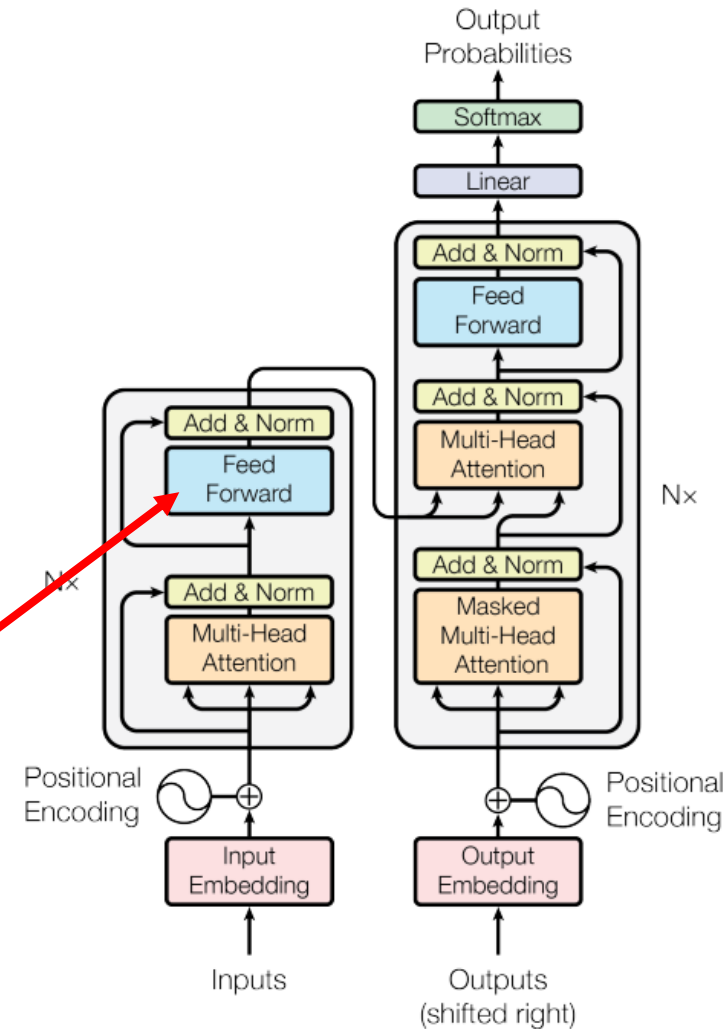 Output
Probabilities
Softmax
Linear
Add & Norm
Feed
Forward
Add & Norm
Multi-Head
Attention
Nx
Add & Norm
Masked
Multi-Head
Attention
Add & Norm
Feed
Forward
Nx
Add & Norm
Multi-Head
Attention
Positional
Encoding
Positional
Encoding
Input
Embedding
Output
Embedding
Inputs
Outputs
(shifted right)